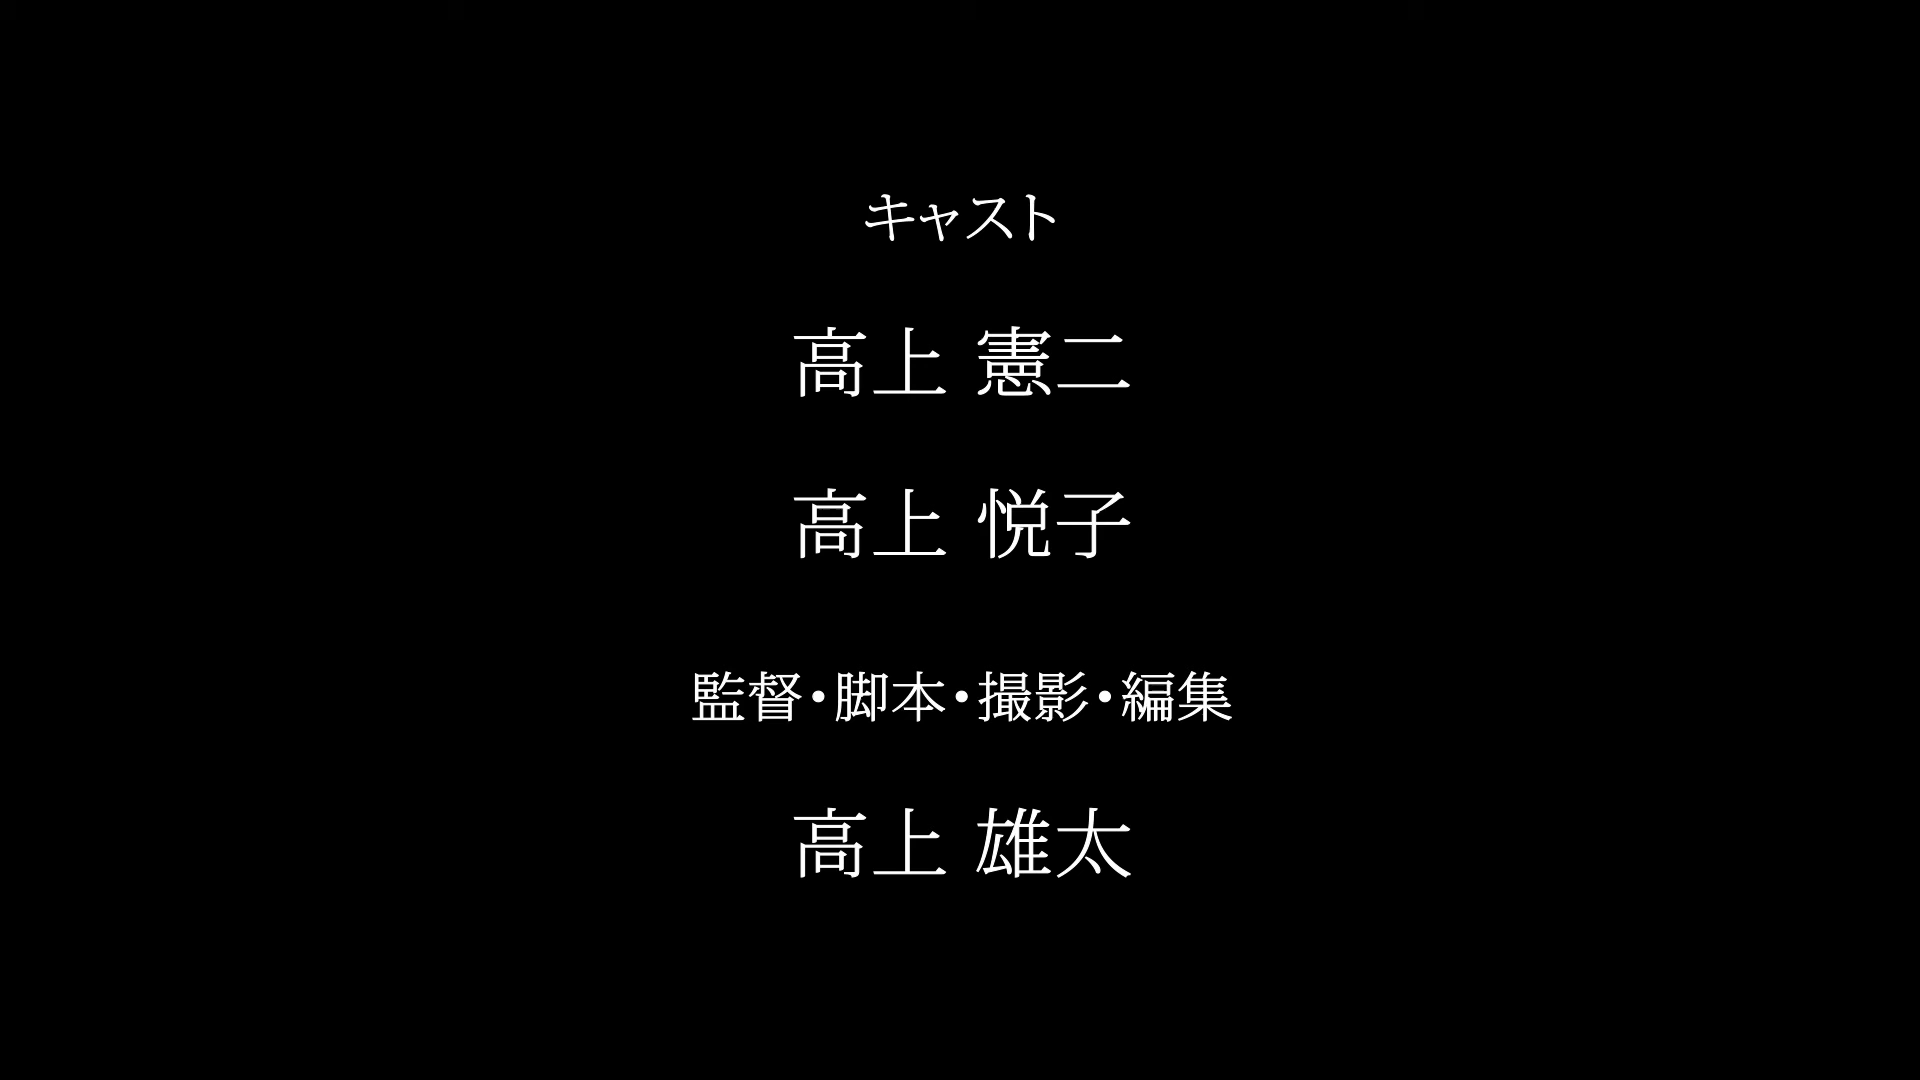 キャスト
高上 憲二
高上 悦子
監督・脚本・撮影・編集
高上 雄太